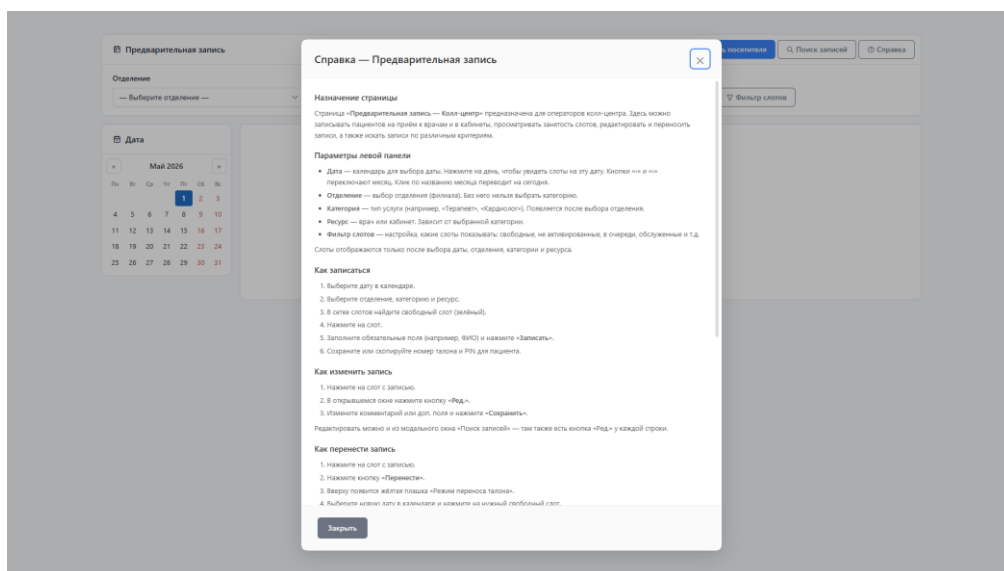 Предварительная запись
ь посетителя
Поиск записей
Справка
Отделение
— Выберите отделение —
Фильтр слотов
Дата
«
Май 2026
»
Пн Вт Ср Чт Пт Сб Вс
1 2 3
4 5 6 7 8 9 10
11 12 13 14 15 16 17
18 19 20 21 22 23 24
25 26 27 28 29 30 31
Справка — Предварительная запись
Назначение страницы
Страница «Предварительная запись — Колл-центр» предназначена для операторов колл-центра. Здесь можно
записывать пациентов на приём к врачам и в кабинеты, просматривать занятость слотов, редактировать и переносить
записи, а также искать записи по различным критериям.
Параметры левой панели
• Дата — календарь для выбора даты. Нажмите на день, чтобы увидеть слоты на эту дату. Кнопки «‹» и «›»
переключают месяц. Клик по названию месяца переводит на сегодня.
• Отделение — выбор отделения (филиала). Без него нельзя выбрать категорию.
• Категория — тип услуги (например, «Терапевт», «Кардиолог»). Появляется после выбора отделения.
• Ресурс — врач или кабинет. Зависит от выбранной категории.
• Фильтр слотов — настройка, какие слоты показывать: свободные, не активированные, в очереди, обслуженные и т.д.
Слоты отображаются только после выбора даты, отделения, категории и ресурса.
Как записаться
1. Выберите дату в календаре.
2. Выберите отделение, категорию и ресурс.
3. В сетке слотов найдите свободный слот (зелёный).
4. Нажмите на слот.
5. Заполните обязательные поля (например, ФИО) и нажмите «Записать».
6. Сохраните или скопируйте номер талона и PIN для пациента.
Как изменить запись
1. Нажмите на слот с записью.
2. В открывшемся окне нажмите кнопку «Ред.».
3. Измените комментарий или доп. поля и нажмите «Сохранить».
Редактировать можно и из модального окна «Поиск записей» — там также есть кнопка «Ред.» у каждой строки.
Как перенести запись
1. Нажмите на слот с записью.
2. Нажмите кнопку «Перенести».
3. Вверху появится жёлтая плашка «Режим переноса талона».
4. Выберите новую дату в календаре и нажмите на нужный свободный слот.
Закрыть